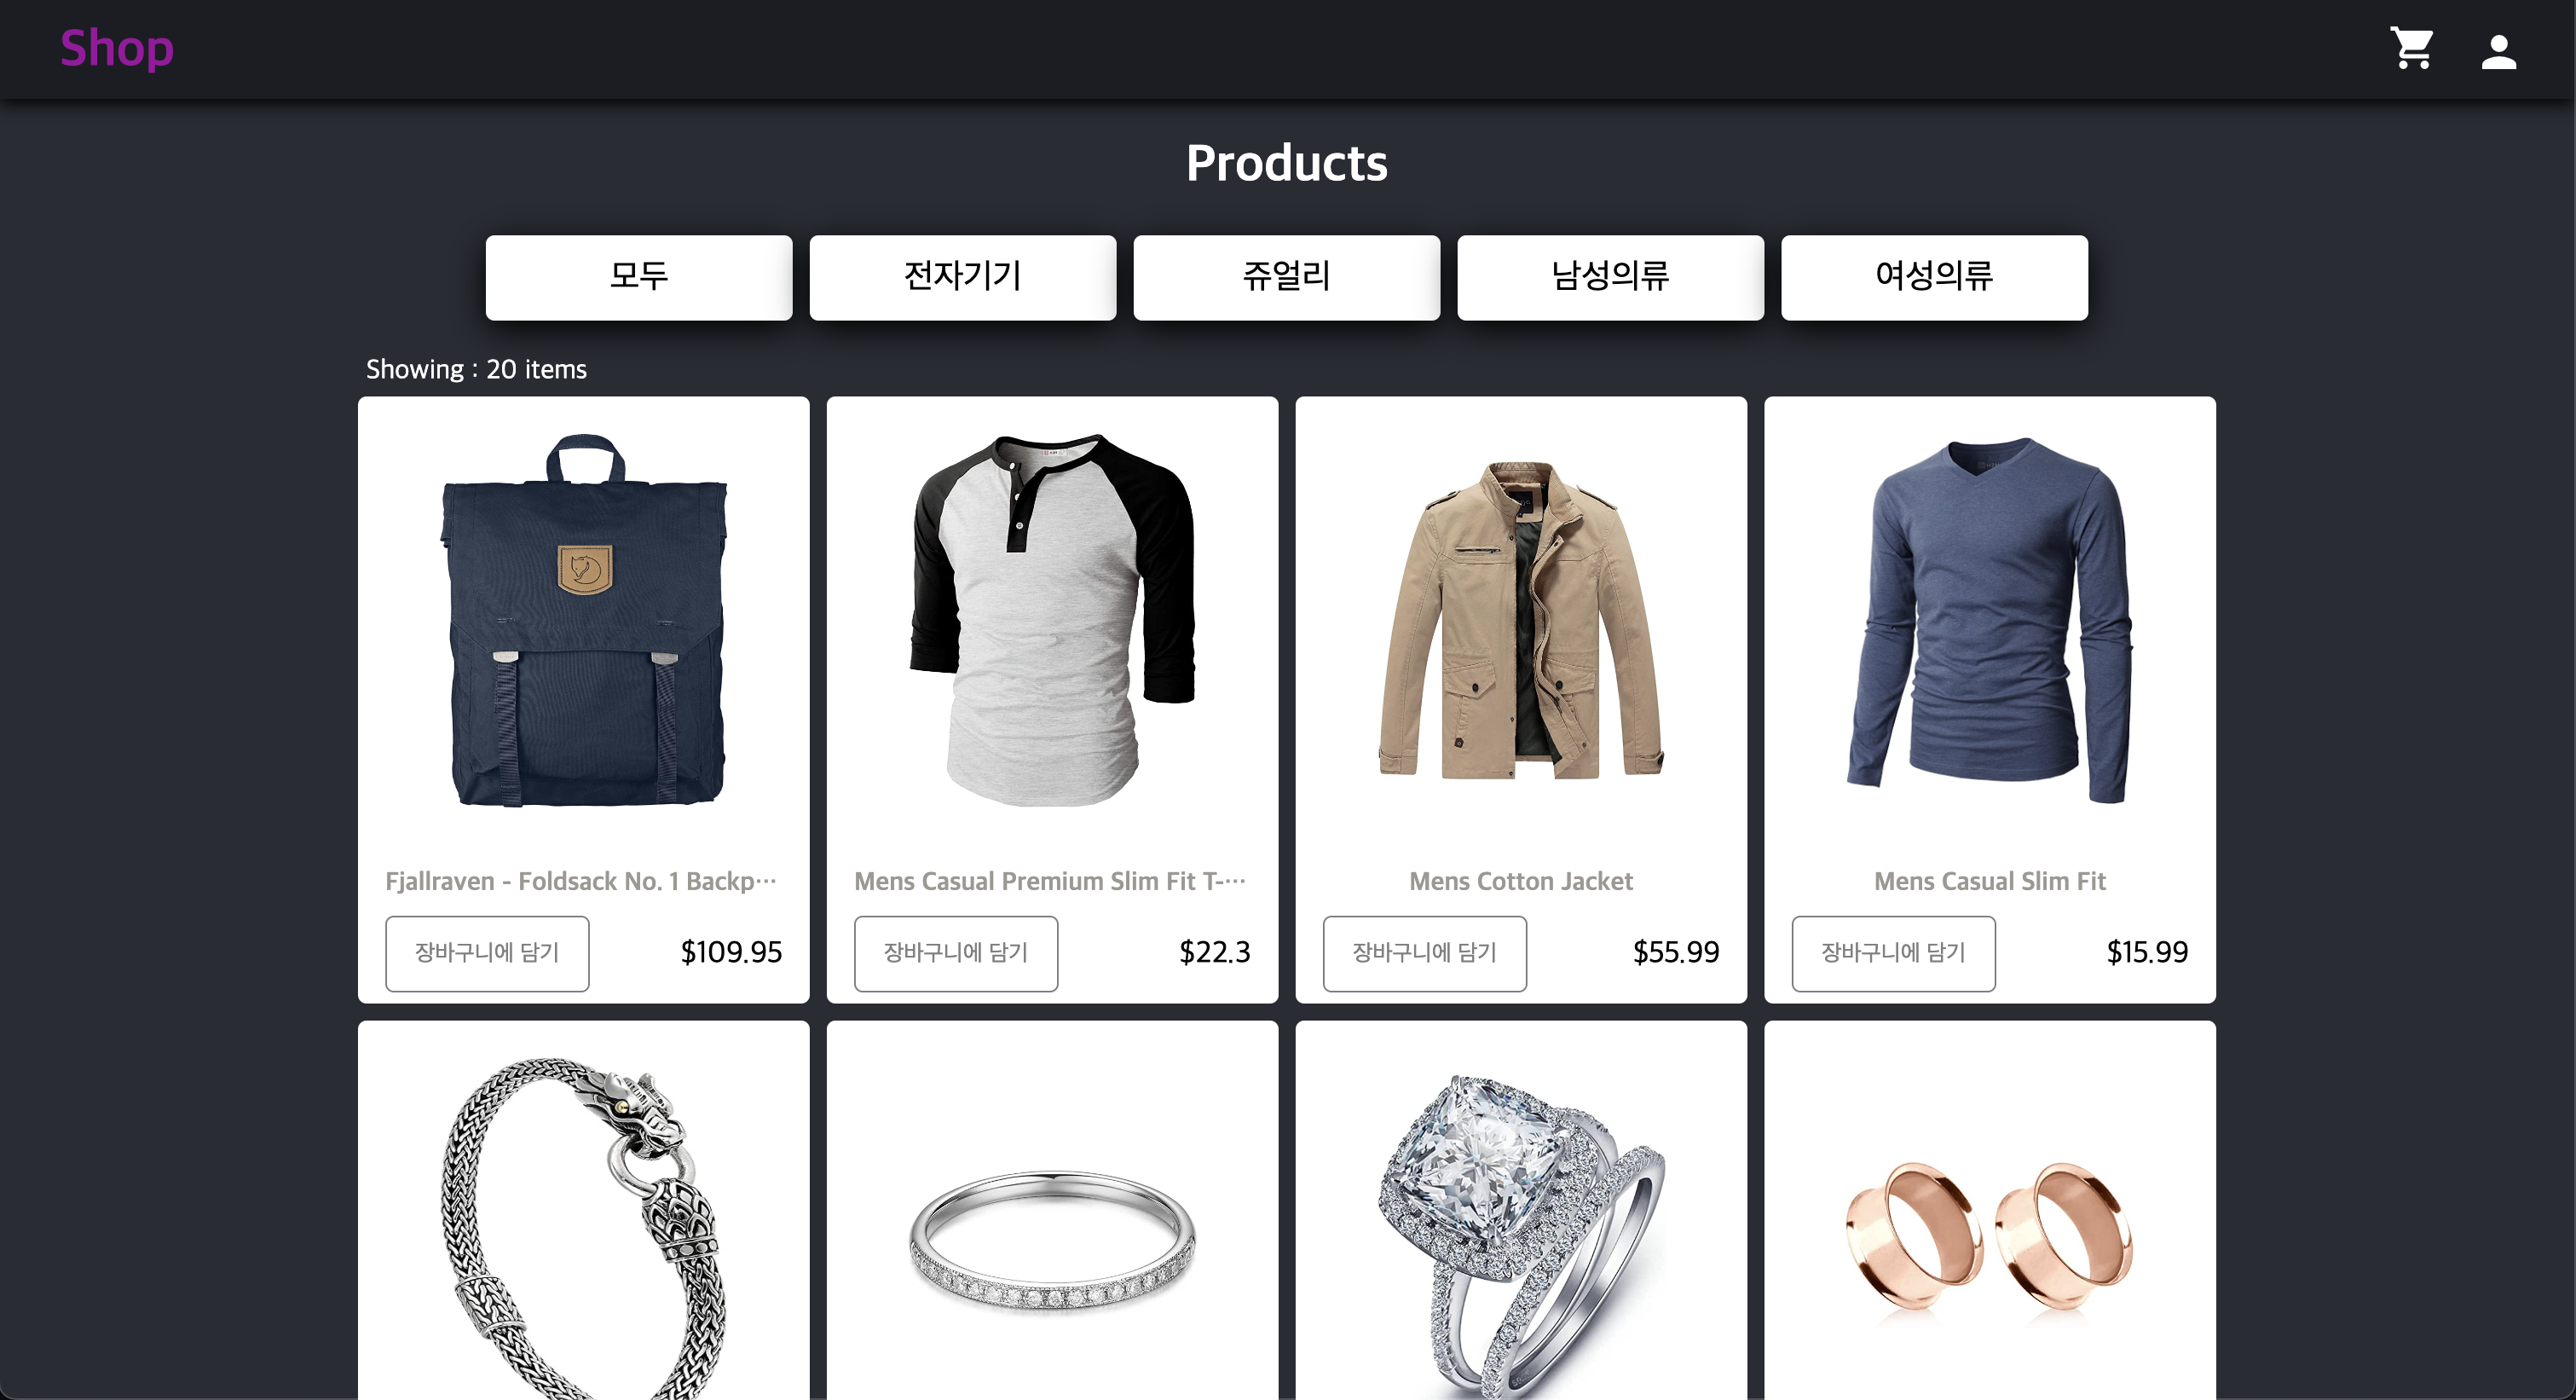 Shop
Products
모두
전자기기
쥬얼리
남성의류
여성의류
Showing : 20 items
Fjallraven - Foldsack No. 1 Backp…
Mens Casual Premium Slim Fit T-…
Mens Cotton Jacket
Mens Casual Slim Fit
장바구니에 담기
$109.95
장바구니에 담기
$22.3
장바구니에 담기
$55.99
장바구니에 담기
$15.99